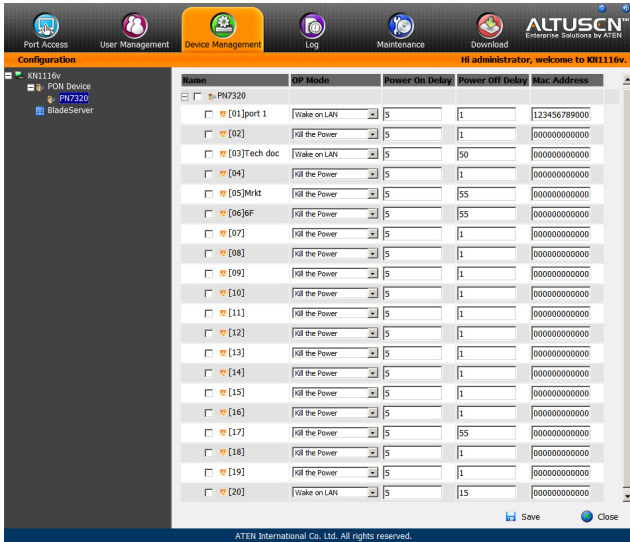 ALTUSCN™
Enterprise Solutions by ATEN
Port Access User Management Device Management Log Maintenance Download
Configuration Hi administrator, welcome to KN1116v.
KN1116v
PON Device
PN7320
BladeServer
Name OP Mode Power On Delay Power Off Delay Mac Address
PN7320
[01]port 1 Wake on LAN 5 1 123456789000
[02] Kill the Power 5 1 000000000000
[03]Tech doc Wake on LAN 5 50 000000000000
[04] Kill the Power 5 1 000000000000
[05]Mrkt Kill the Power 5 55 000000000000
[06]6F Kill the Power 5 55 000000000000
[07] Kill the Power 5 1 000000000000
[08] Kill the Power 5 1 000000000000
[09] Kill the Power 5 1 000000000000
[10] Kill the Power 5 1 000000000000
[11] Kill the Power 5 1 000000000000
[12] Kill the Power 5 1 000000000000
[13] Kill the Power 5 1 000000000000
[14] Kill the Power 5 1 000000000000
[15] Kill the Power 5 1 000000000000
[16] Kill the Power 5 1 000000000000
[17] Kill the Power 5 55 000000000000
[18] Kill the Power 5 1 000000000000
[19] Kill the Power 5 1 000000000000
[20] Wake on LAN 5 15 000000000000
Save Close
ATEN International Co. Ltd. All rights reserved.